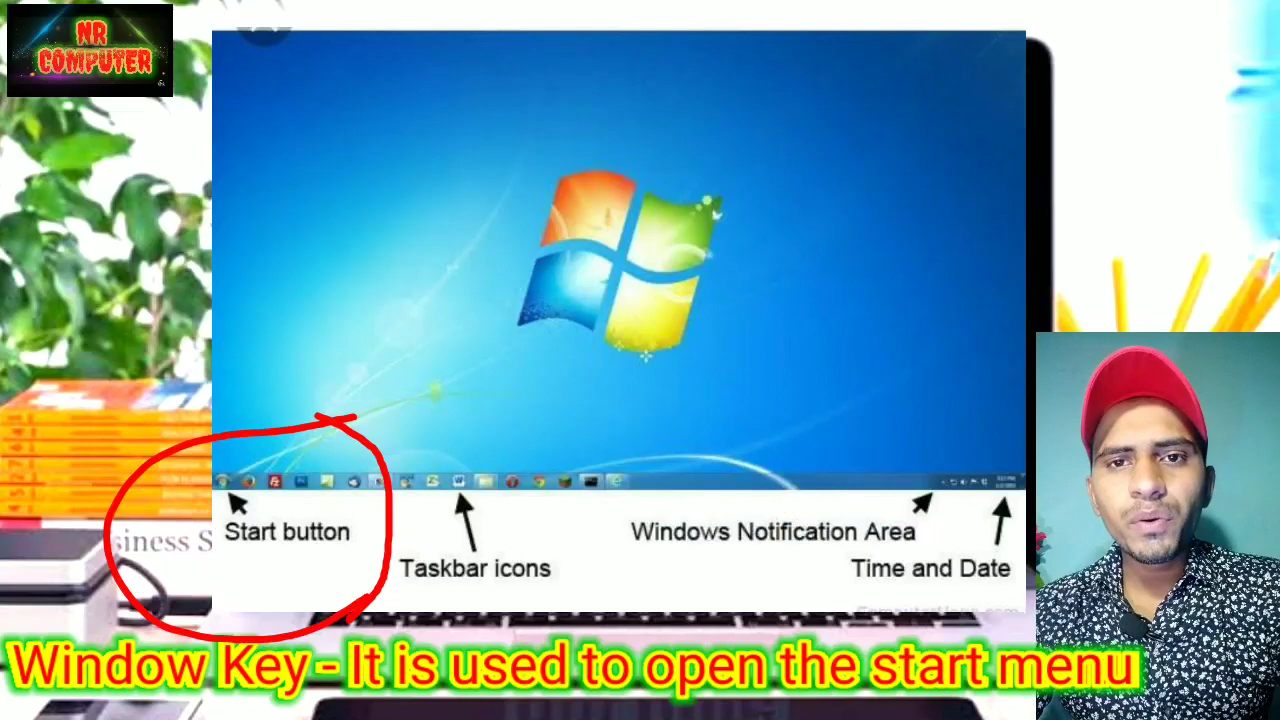 NR
COMPUTER
Start button
Windows Notification Area
Taskbar icons
Time and Date
Window Key - It is used to open the start menu